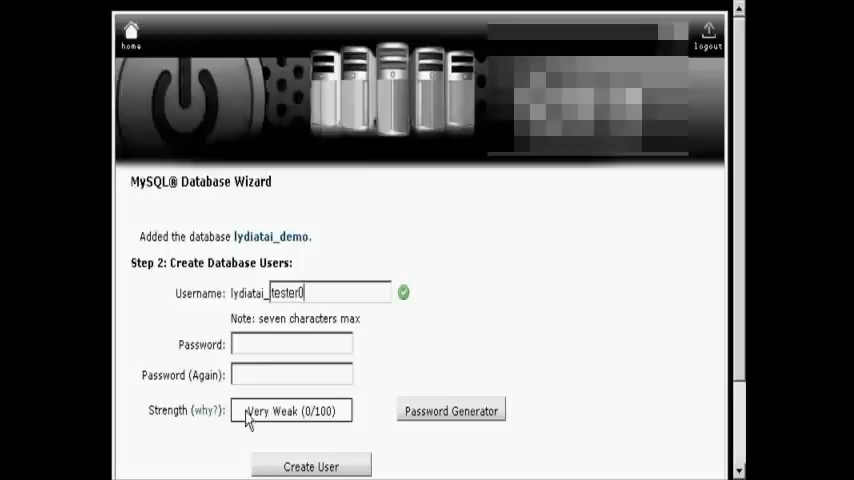 home
logout
MySQL® Database Wizard
Added the database lydiatai_demo.
Step 2: Create Database Users:
Username: lydiatai_tester0
Note: seven characters max
Password:
Password (Again):
Strength (why?): Very Weak (0/100) Password Generator
Create User